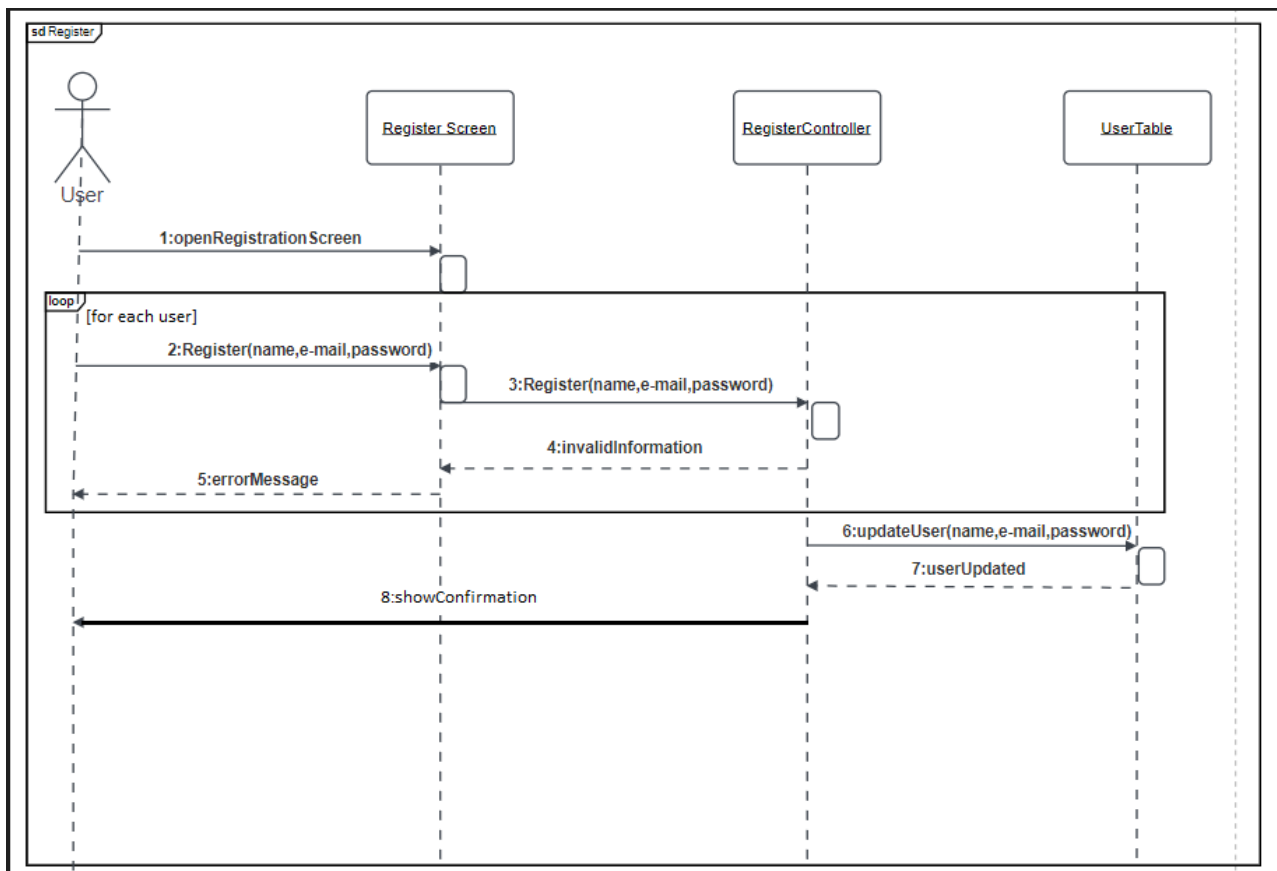 sd Register
User
Register Screen
RegisterController
UserTable
1:openRegistrationScreen
loop
[for each user]
2:Register(name,e-mail,password)
3:Register(name,e-mail,password)
4:invalidInformation
5:errorMessage
6:updateUser(name,e-mail,password)
7:userUpdated
8:showConfirmation